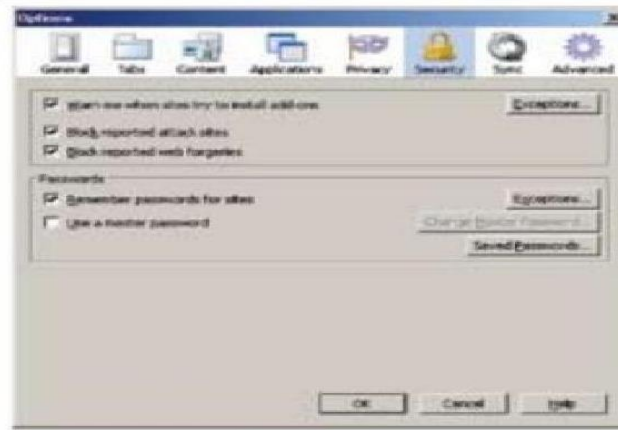 Options
General Tabs Content Applications Privacy Security Sync Advanced
Warn me when sites try to install add-ons Exceptions...
Block reported attack sites
Block reported web forgeries
Passwords
Remember passwords for sites Exceptions...
Use a master password Change Master Password...
Saved Passwords...
OK Cancel Help